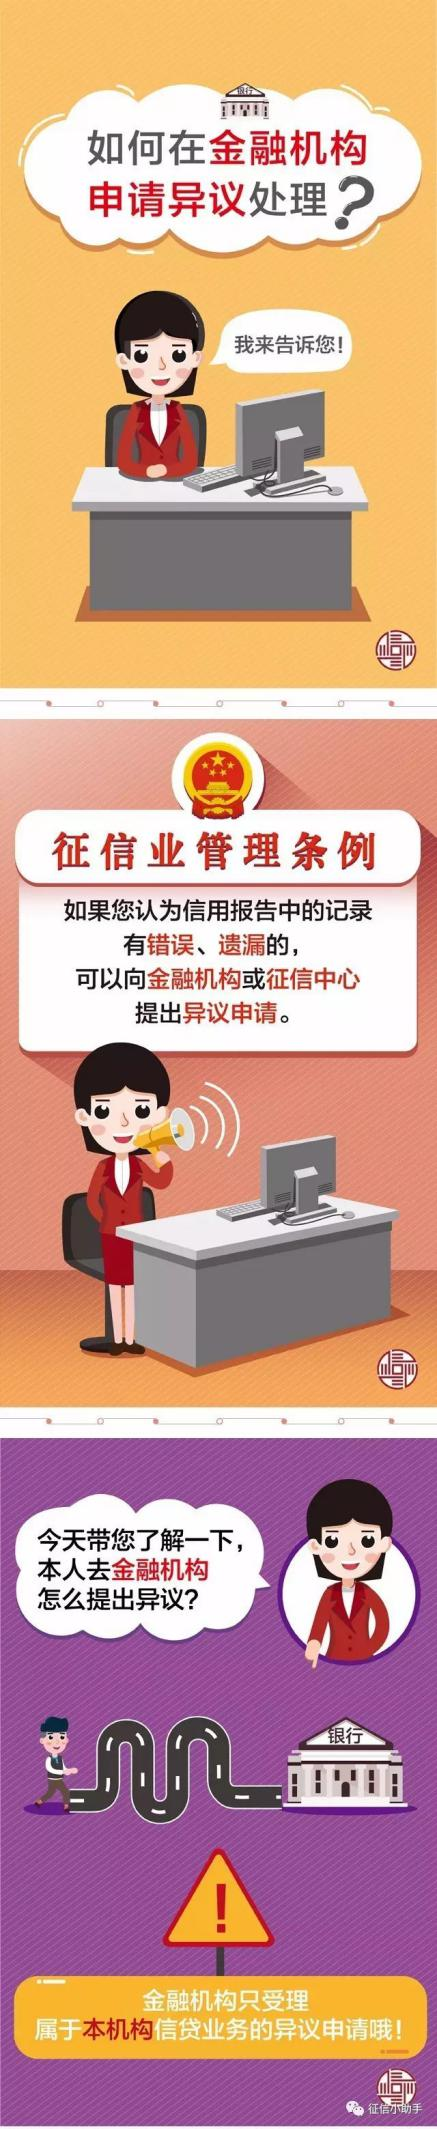 银行
如何在金融机构
申请异议处理?
我来告诉您!
征信业管理条例
如果您认为信用报告中的记录
有错误、遗漏的,
可以向金融机构或征信中心
提出异议申请。
今天带您了解一下,
本人去金融机构
怎么提出异议?
银行
!
金融机构只受理
属于本机构信贷业务的异议申请哦!
征信小助手